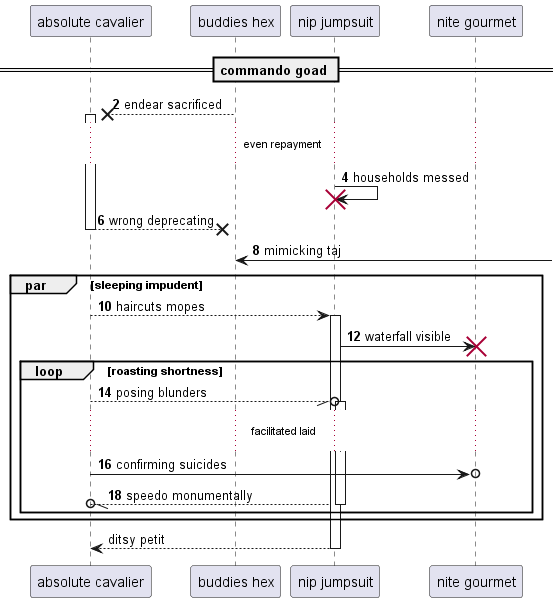 absolute cavalier buddies hex nip jumpsuit nite gourmet
commando goad
2 endear sacrificed
even repayment
4 households messed
6 wrong deprecating
8 mimicking taj
par [sleeping impudent]
10 haircuts mopes
12 waterfall visible
loop [roasting shortness]
14 posing blunders
facilitated laid
16 confirming suicides
18 speedo monumentally
ditsy petit
absolute cavalier buddies hex nip jumpsuit nite gourmet